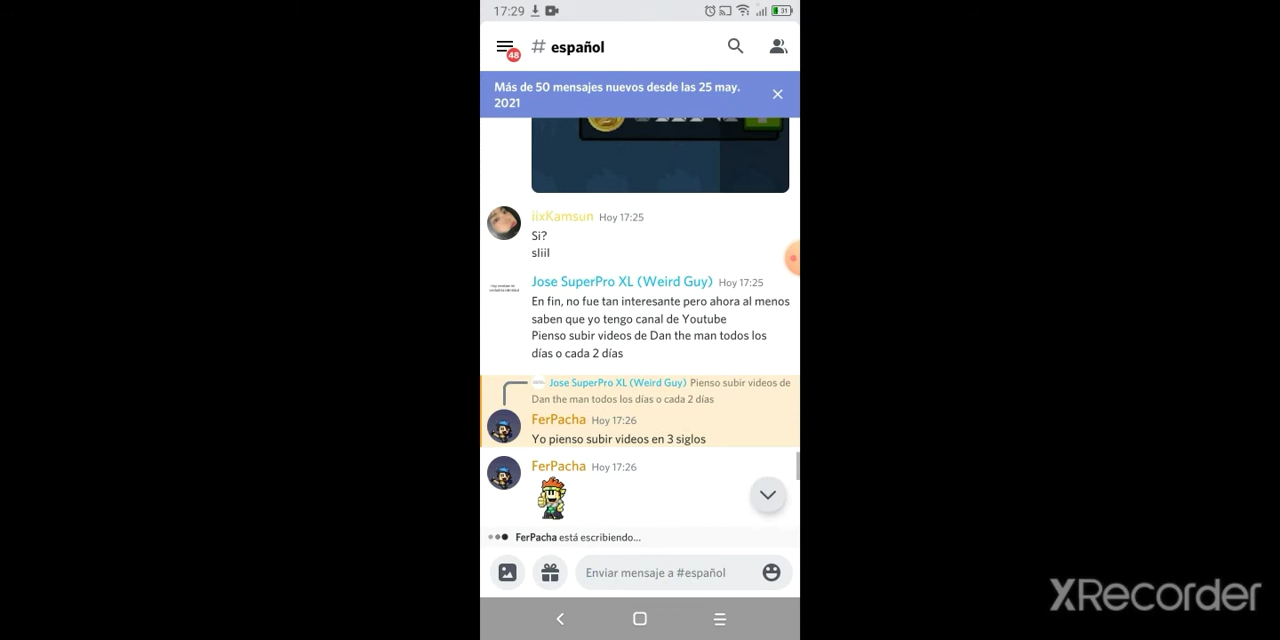 17:29
31
# español
48
Más de 50 mensajes nuevos desde las 25 may.
2021
iixKamsun Hoy 17:25
Si?
sliil
Jose SuperPro XL (Weird Guy) Hoy 17:25
En fin, no fue tan interesante pero ahora al menos
saben que yo tengo canal de Youtube
Pienso subir videos de Dan the man todos los
días o cada 2 días
Jose SuperPro XL (Weird Guy) Pienso subir videos de
Dan the man todos los días o cada 2 días
FerPacha Hoy 17:26
Yo pienso subir videos en 3 siglos
FerPacha Hoy 17:26
FerPacha está escribiendo...
Enviar mensaje a #español
XRecorder